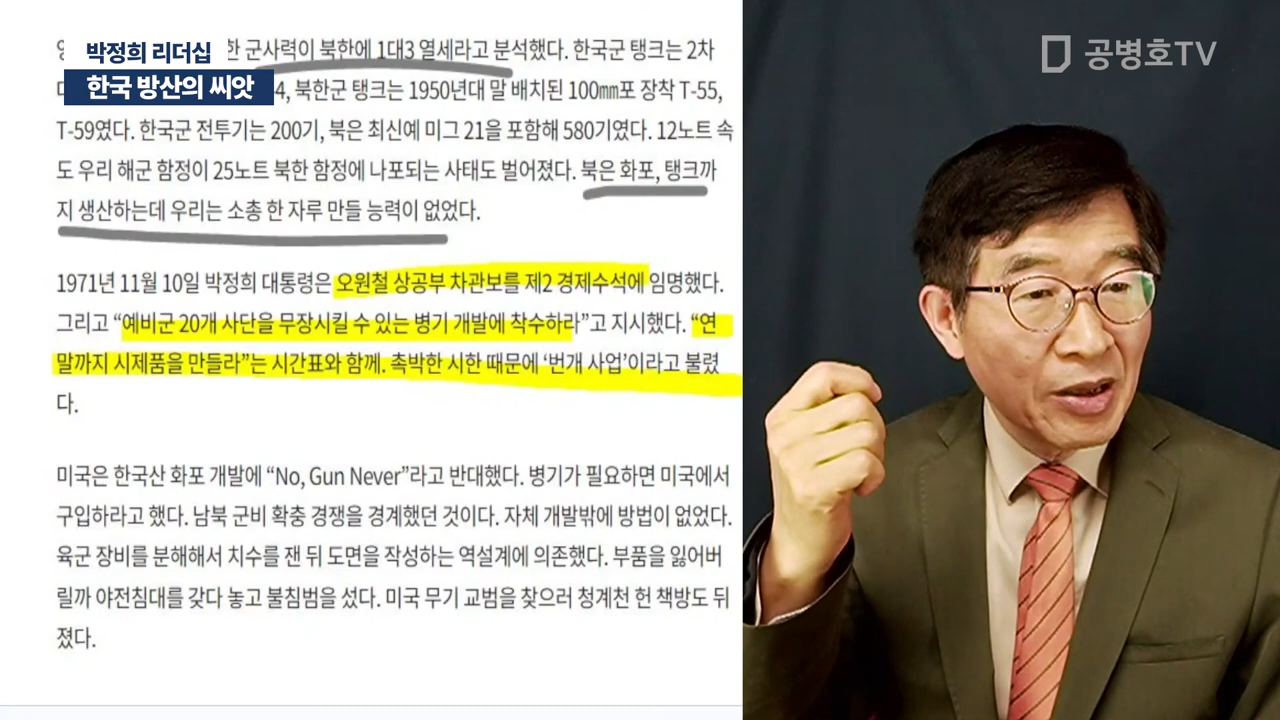 박정희 리더십
한국 방산의 씨앗
공병호TV
한 군사력이 북한에 1대3 열세라고 분석했다. 한국군 탱크는 2차
4, 북한군 탱크는 1950년대 말 배치된 100㎜포 장착 T-55,
T-59였다. 한국군 전투기는 200기, 북은 최신예 미그 21을 포함해 580기였다. 12노트 속
도 우리 해군 함정이 25노트 북한 함정에 나포되는 사태도 벌어졌다. 북은 화포, 탱크까
지 생산하는데 우리는 소총 한 자루 만들 능력이 없었다.
1971년 11월 10일 박정희 대통령은 오원철 상공부 차관보를 제2 경제수석에 임명했다.
그리고 “예비군 20개 사단을 무장시킬 수 있는 병기 개발에 착수하라”고 지시했다. “연
말까지 시제품을 만들라”는 시간표와 함께. 촉박한 시한 때문에 ‘번개 사업’이라고 불렸
다.
미국은 한국산 화포 개발에 “No, Gun Never”라고 반대했다. 병기가 필요하면 미국에서
구입하라고 했다. 남북 군비 확충 경쟁을 경계했던 것이다. 자체 개발밖에 방법이 없었다.
육군 장비를 분해해서 치수를 잰 뒤 도면을 작성하는 역설계에 의존했다. 부품을 잃어버
릴까 야전침대를 갖다 놓고 불침범을 섰다. 미국 무기 교범을 찾으러 청계천 헌 책방도 뒤
졌다.